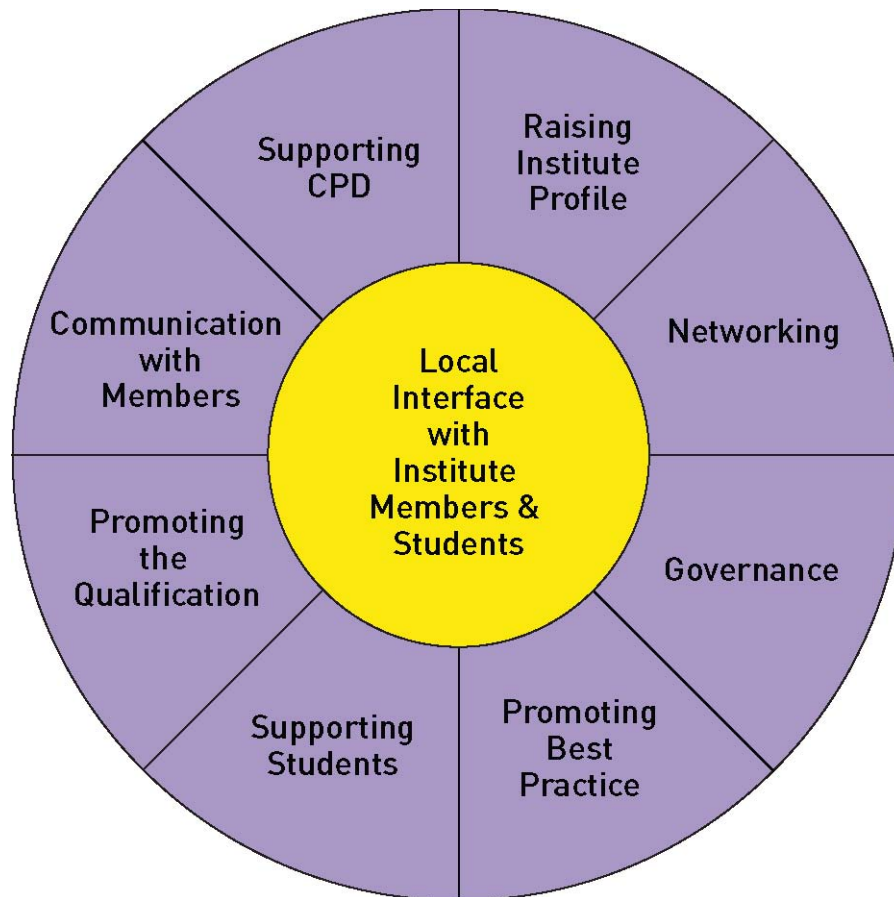 Supporting
CPD
Raising
Institute
Profile
Networking
Governance
Promoting
Best
Practice
Supporting
Students
Promoting
the
Qualification
Communication
with
Members
Local
Interface
with
Institute
Members &
Students